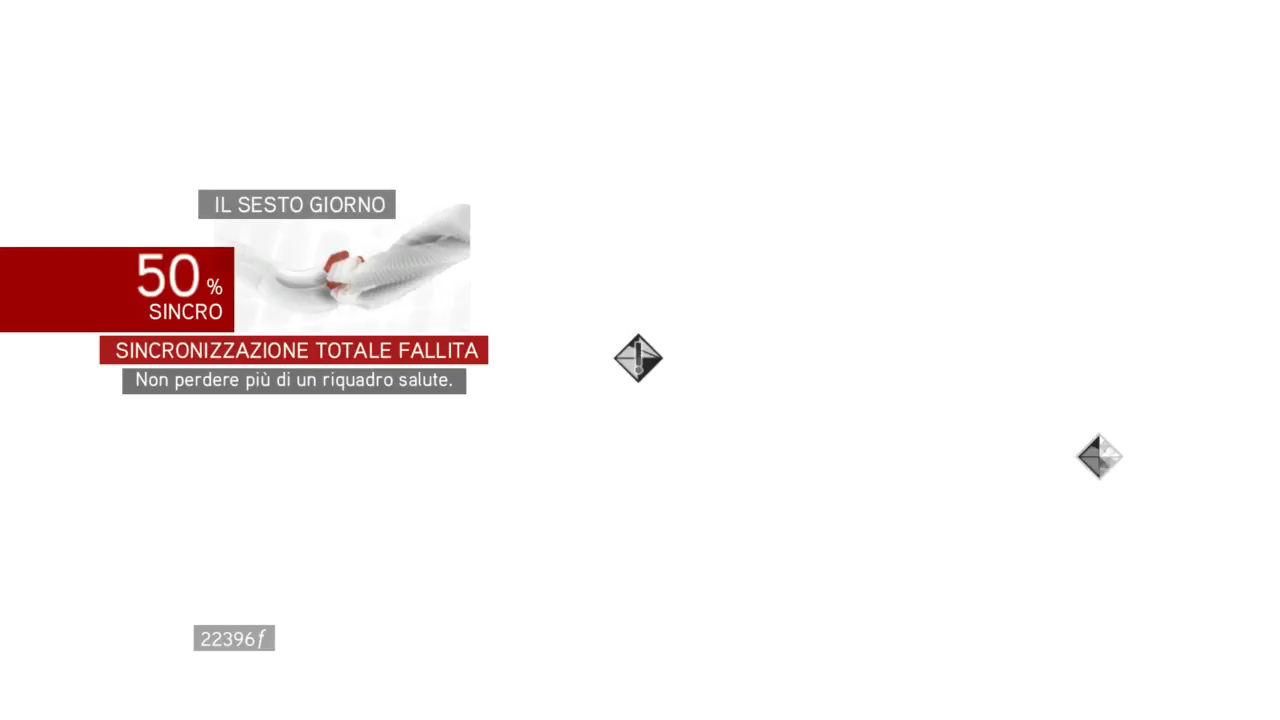 IL SESTO GIORNO
50 %
SINCRO
SINCRONIZZAZIONE TOTALE FALLITA
Non perdere più di un riquadro salute.
22396ƒ